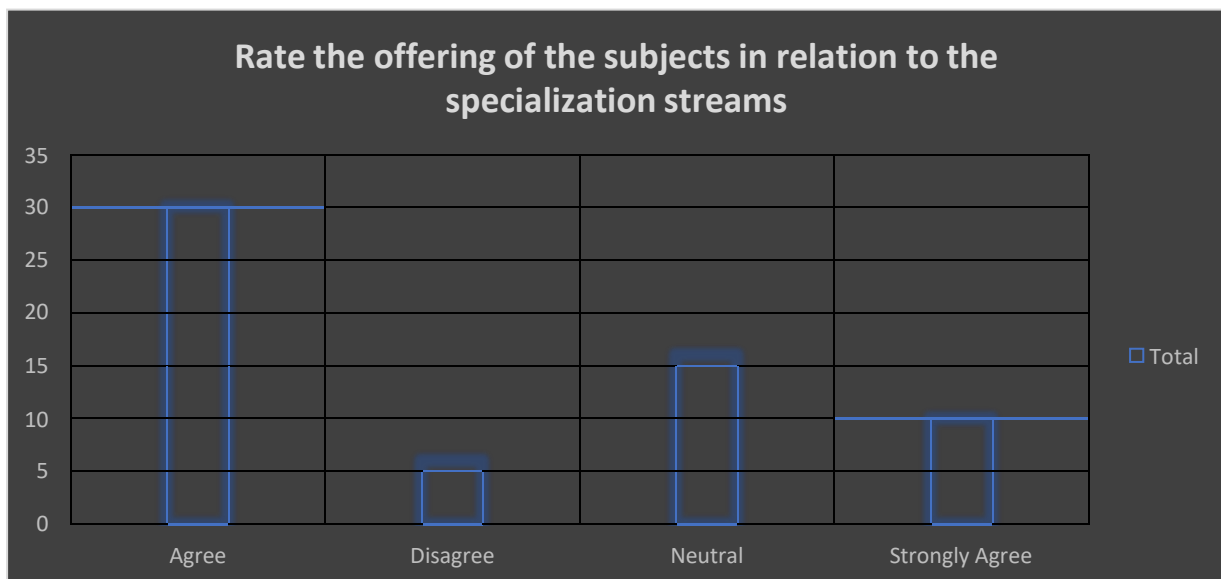 Rate the offering of the subjects in relation to the
specialization streams
35
30
25
20
15
10
5
0
Agree
Disagree
Neutral
Strongly Agree
Total